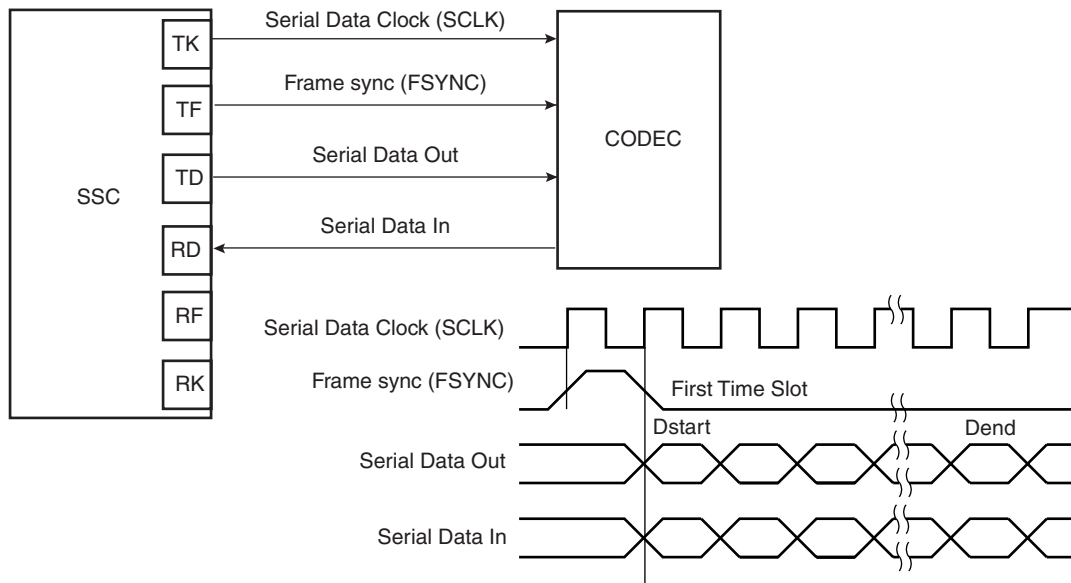 Serial Data Clock (SCLK)
TK
Frame sync (FSYNC)
TF
CODEC
Serial Data Out
TD
SSC
Serial Data In
RD
RF
Serial Data Clock (SCLK)
RK
Frame sync (FSYNC)
First Time Slot
Dstart
Dend
Serial Data Out
Serial Data In